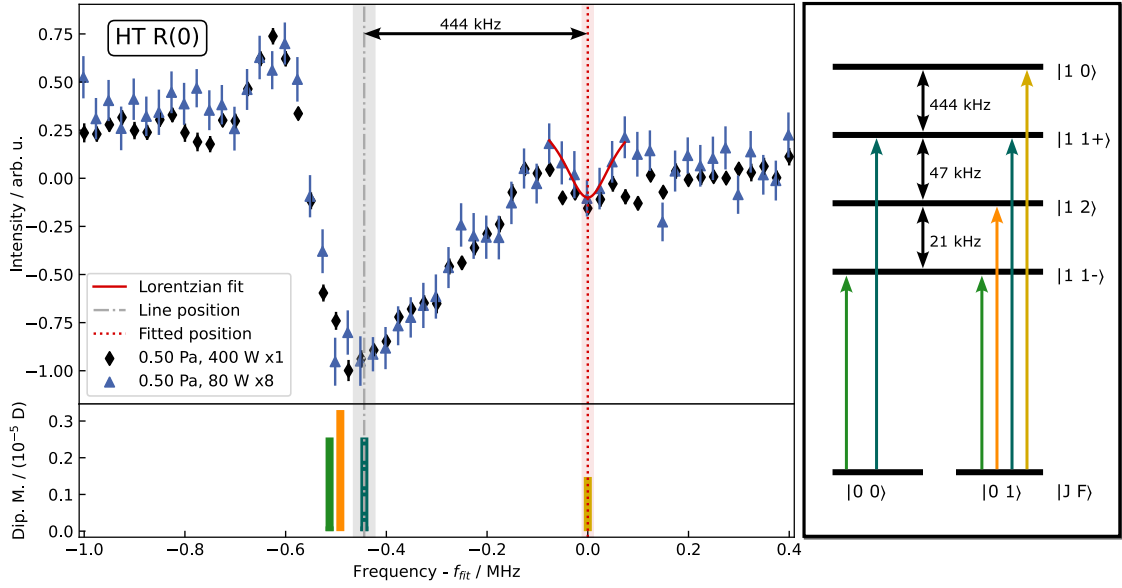 HT R(0)
444 kHz
0.75
0.50
0.25
0.00
−0.25
−0.50
−0.75
−1.00
Intensity / arb. u.
Lorentzian fit
Line position
Fitted position
0.50 Pa, 400 W x1
0.50 Pa, 80 W x8
0.3
0.2
0.1
0.0
Dip. M. / (10⁻⁵ D)
−1.0
−0.8
−0.6
−0.4
−0.2
0.0
0.2
0.4
Frequency - f_fit / MHz
|1 0⟩
444 kHz
|1 1+⟩
47 kHz
|1 2⟩
21 kHz
|1 1-⟩
|0 0⟩
|0 1⟩
|J F⟩